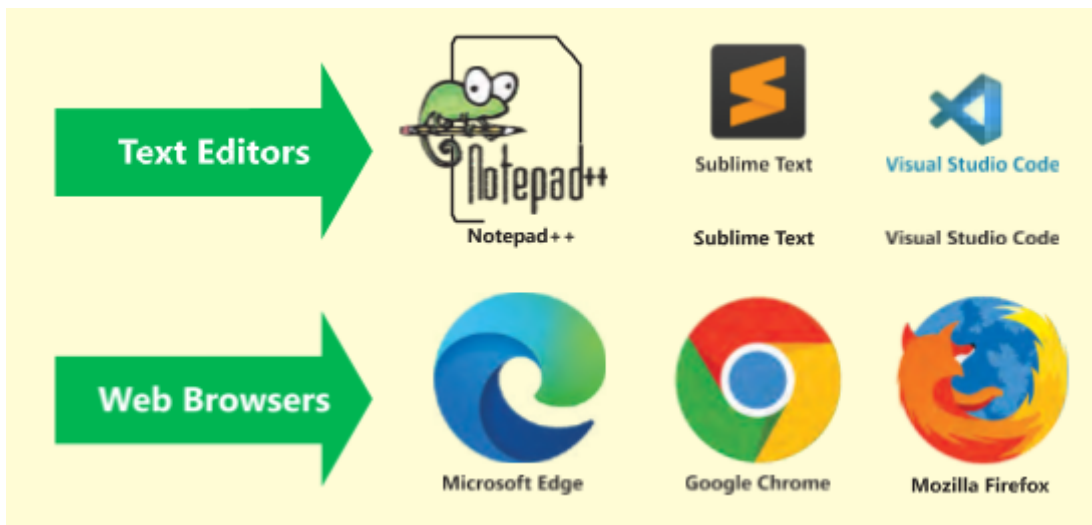 Text Editors
Notepad++
Notepad++
Sublime Text
Visual Studio Code
Sublime Text
Visual Studio Code
Web Browsers
Microsoft Edge
Google Chrome
Mozilla Firefox